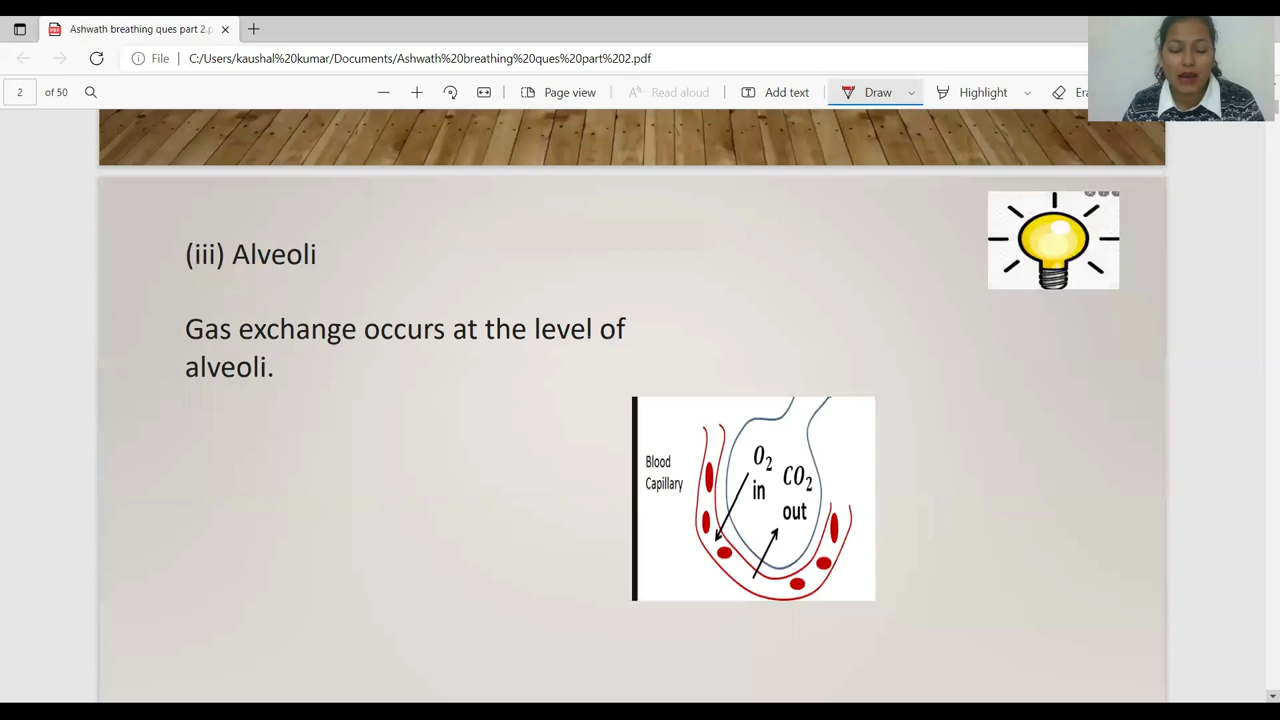 Ashwath breathing ques part 2.p
File
C:/Users/kaushal%20kumar/Documents/Ashwath%20breathing%20ques%20part%202.pdf
2 of 50
Page view
Read aloud
Add text
Draw
Highlight
Era
(iii) Alveoli
Gas exchange occurs at the level of
alveoli.
Blood
Capillary
O₂
in
CO₂
out